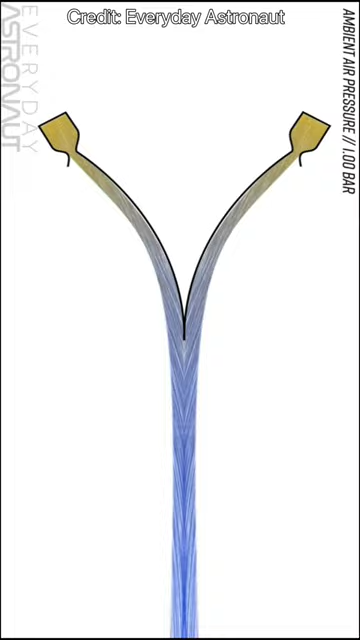 Credit: Everyday Astronaut
EVERYDAY
ASTRONAUT
AMBIENT AIR PRESSURE // 1.00 BAR